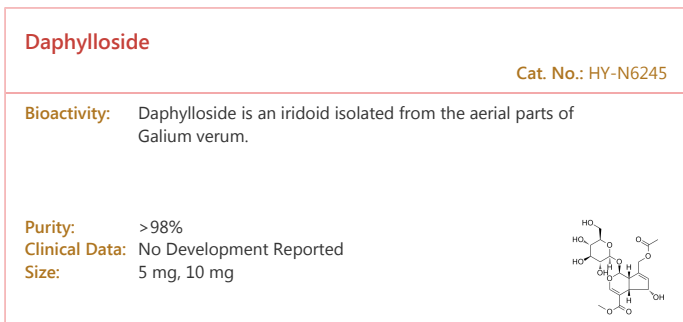 Daphylloside
Cat. No.: HY-N6245
Bioactivity: Daphylloside is an iridoid isolated from the aerial parts of
Galium verum.
Purity: >98%
Clinical Data: No Development Reported
Size: 5 mg, 10 mg
HO
HO
O
O
HO
O
H
O
H
O
OH
O
H
OH
O
O